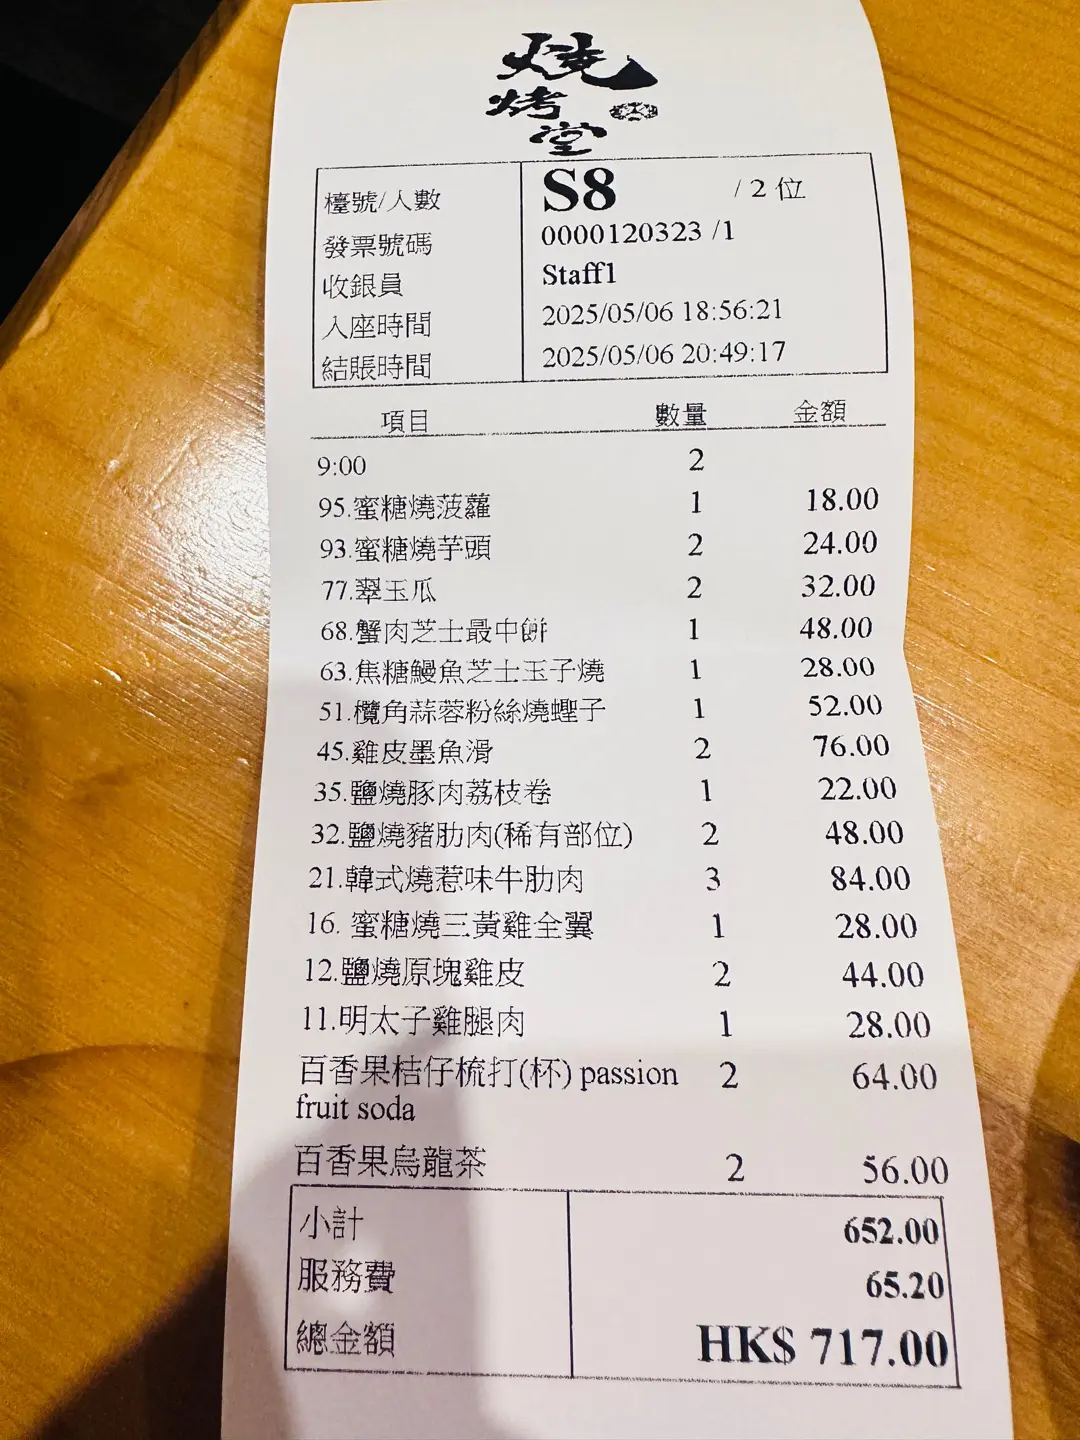 燒
烤
堂
檯號/人數 S8 /2 位
發票號碼 0000120323 /1
收銀員 Staff1
入座時間 2025/05/06 18:56:21
結賬時間 2025/05/06 20:49:17
項目 數量 金額
9:00 2
95.蜜糖燒菠蘿 1 18.00
93.蜜糖燒芋頭 2 24.00
77.翠玉瓜 2 32.00
68.蟹肉芝士最中餅 1 48.00
63.焦糖鰻魚芝士玉子燒 1 28.00
51.欖角蒜蓉粉絲燒蟶子 1 52.00
45.雞皮墨魚滑 2 76.00
35.鹽燒豚肉荔枝卷 1 22.00
32.鹽燒豬肋肉(稀有部位) 2 48.00
21.韓式燒惹味牛肋肉 3 84.00
16. 蜜糖燒三黃雞全翼 1 28.00
12.鹽燒原塊雞皮 2 44.00
11.明太子雞腿肉 1 28.00
百香果桔仔梳打(杯) passion 2 64.00
fruit soda
百香果烏龍茶 2 56.00
小計 652.00
服務費 65.20
總金額 HK$ 717.00